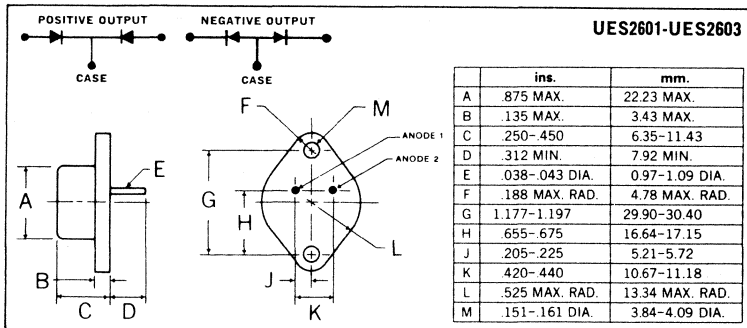 POSITIVE OUTPUT
NEGATIVE OUTPUT
UES2601-UES2603
CASE
CASE
F
M
ANODE 1
ANODE 2
E
A
G
H
L
B
J
C
D
K
ins. mm.
A .875 MAX. 22.23 MAX.
B .135 MAX. 3.43 MAX.
C .250-.450 6.35-11.43
D .312 MIN. 7.92 MIN.
E .038-.043 DIA. 0.97-1.09 DIA.
F .188 MAX. RAD. 4.78 MAX. RAD.
G 1.177-1.197 29.90-30.40
H .655-.675 16.64-17.15
J .205-.225 5.21-5.72
K .420-.440 10.67-11.18
L .525 MAX. RAD. 13.34 MAX. RAD.
M .151-.161 DIA. 3.84-4.09 DIA.